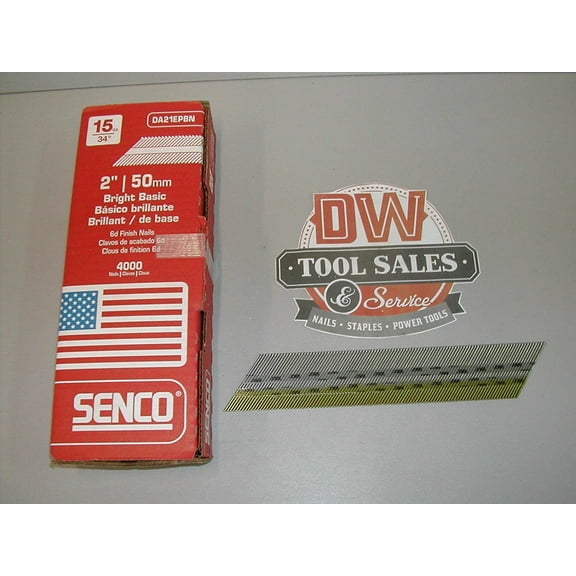 15 GA
34°
DA21EPBN
2" | 50mm
Bright Basic
Básico brillante
Brillant / de base
6d Finish Nails
Clavos de acabado 6d
Clous de finition 6d
4000
Nails | Clavos | Clous
SENCO®
SENCO
DW
TOOL SALES
& Service
NAILS • STAPLES • POWER TOOLS